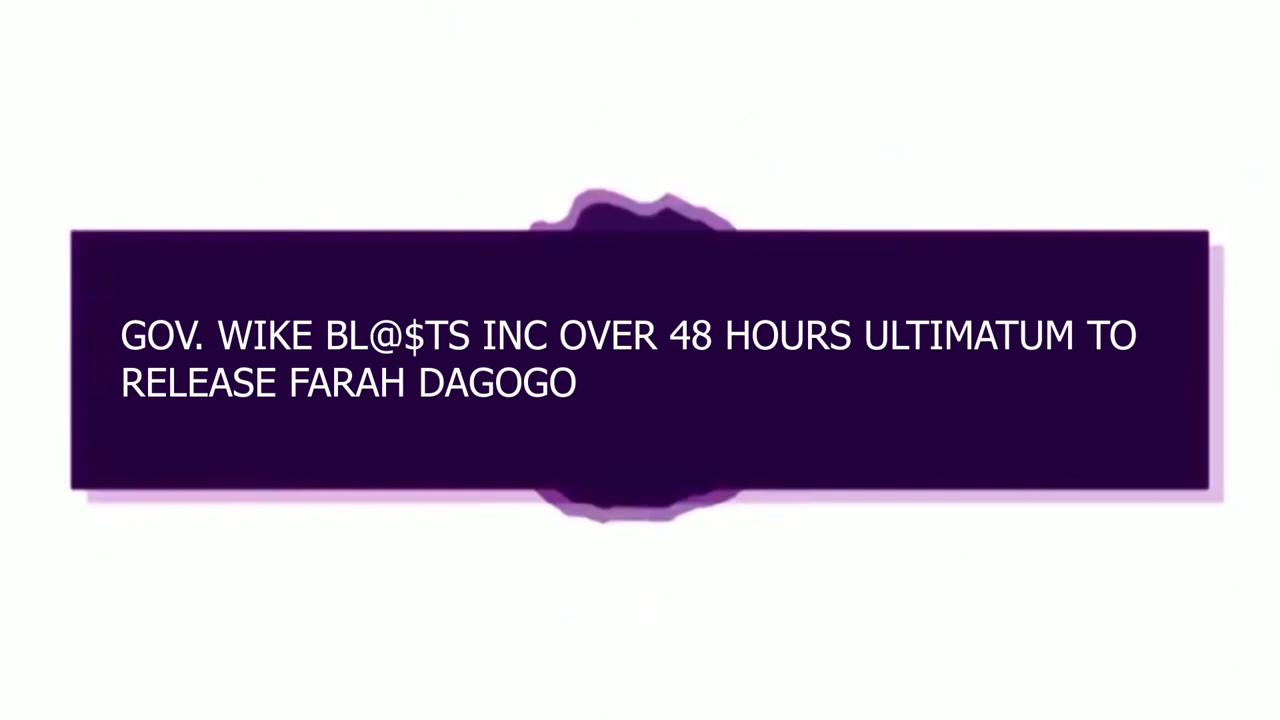 GOV. WIKE BL@$TS INC OVER 48 HOURS ULTIMATUM TO
RELEASE FARAH DAGOGO